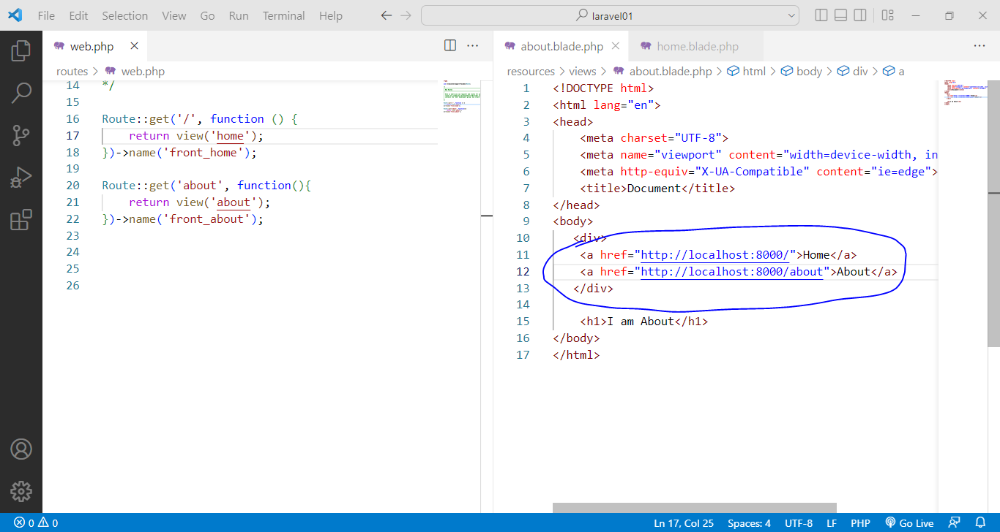 File Edit Selection View Go Run Terminal Help
laravel01
web.php
about.blade.php
home.blade.php
routes > web.php
resources > views > about.blade.php > html > body > div > a
14 */
15
16 Route::get('/', function () {
17     return view('home');
18 })->name('front_home');
19
20 Route::get('about', function(){
21     return view('about');
22 })->name('front_about');
23
24
25
26
1 <!DOCTYPE html>
2 <html lang="en">
3 <head>
4     <meta charset="UTF-8">
5     <meta name="viewport" content="width=device-width, in
6     <meta http-equiv="X-UA-Compatible" content="ie=edge">
7     <title>Document</title>
8 </head>
9 <body>
10    <div>
11     <a href="http://localhost:8000/">Home</a>
12     <a href="http://localhost:8000/about">About</a>
13    </div>
14
15     <h1>I am About</h1>
16 </body>
17 </html>
0 0
Ln 17, Col 25 Spaces: 4 UTF-8 LF PHP Go Live